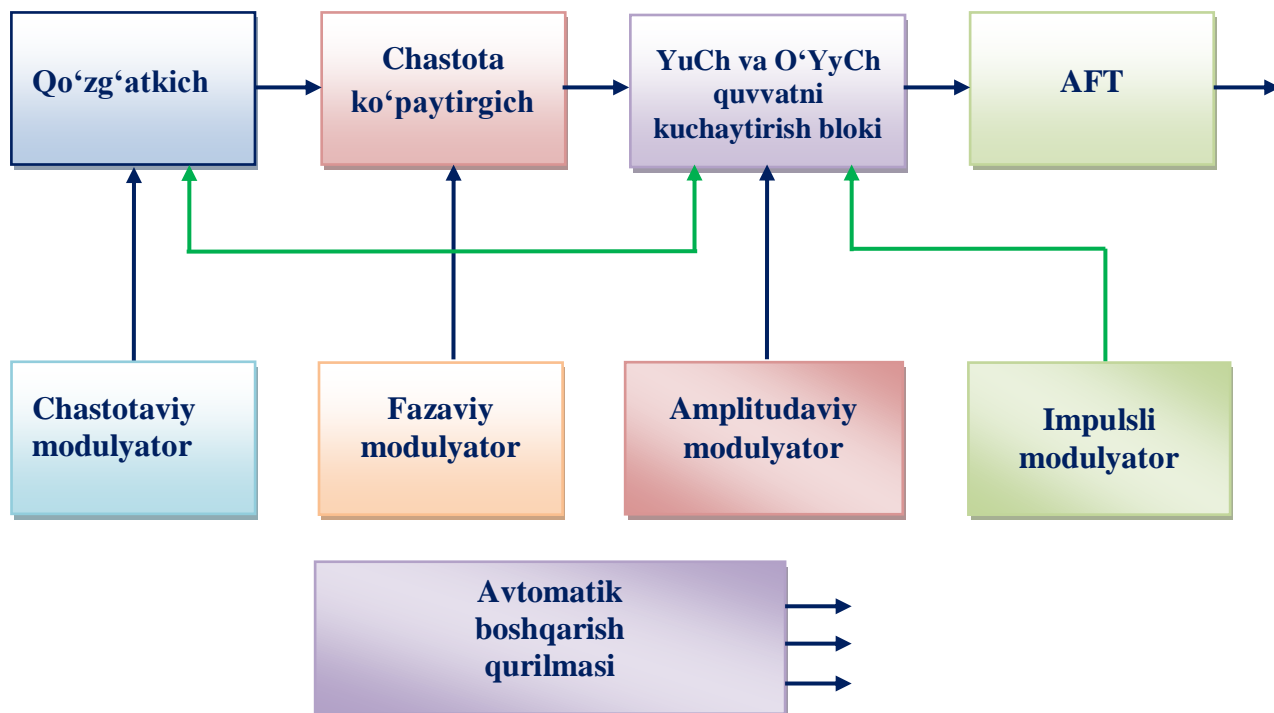 Qo‘zg‘atkich
Chastota
ko‘paytirgich
YuCh va O‘YyCh
quvvatni
kuchaytirish bloki
AFT
Chastotaviy
modulyator
Fazaviy
modulyator
Amplitudaviy
modulyator
Impulsli
modulyator
Avtomatik
boshqarish
qurilmasi